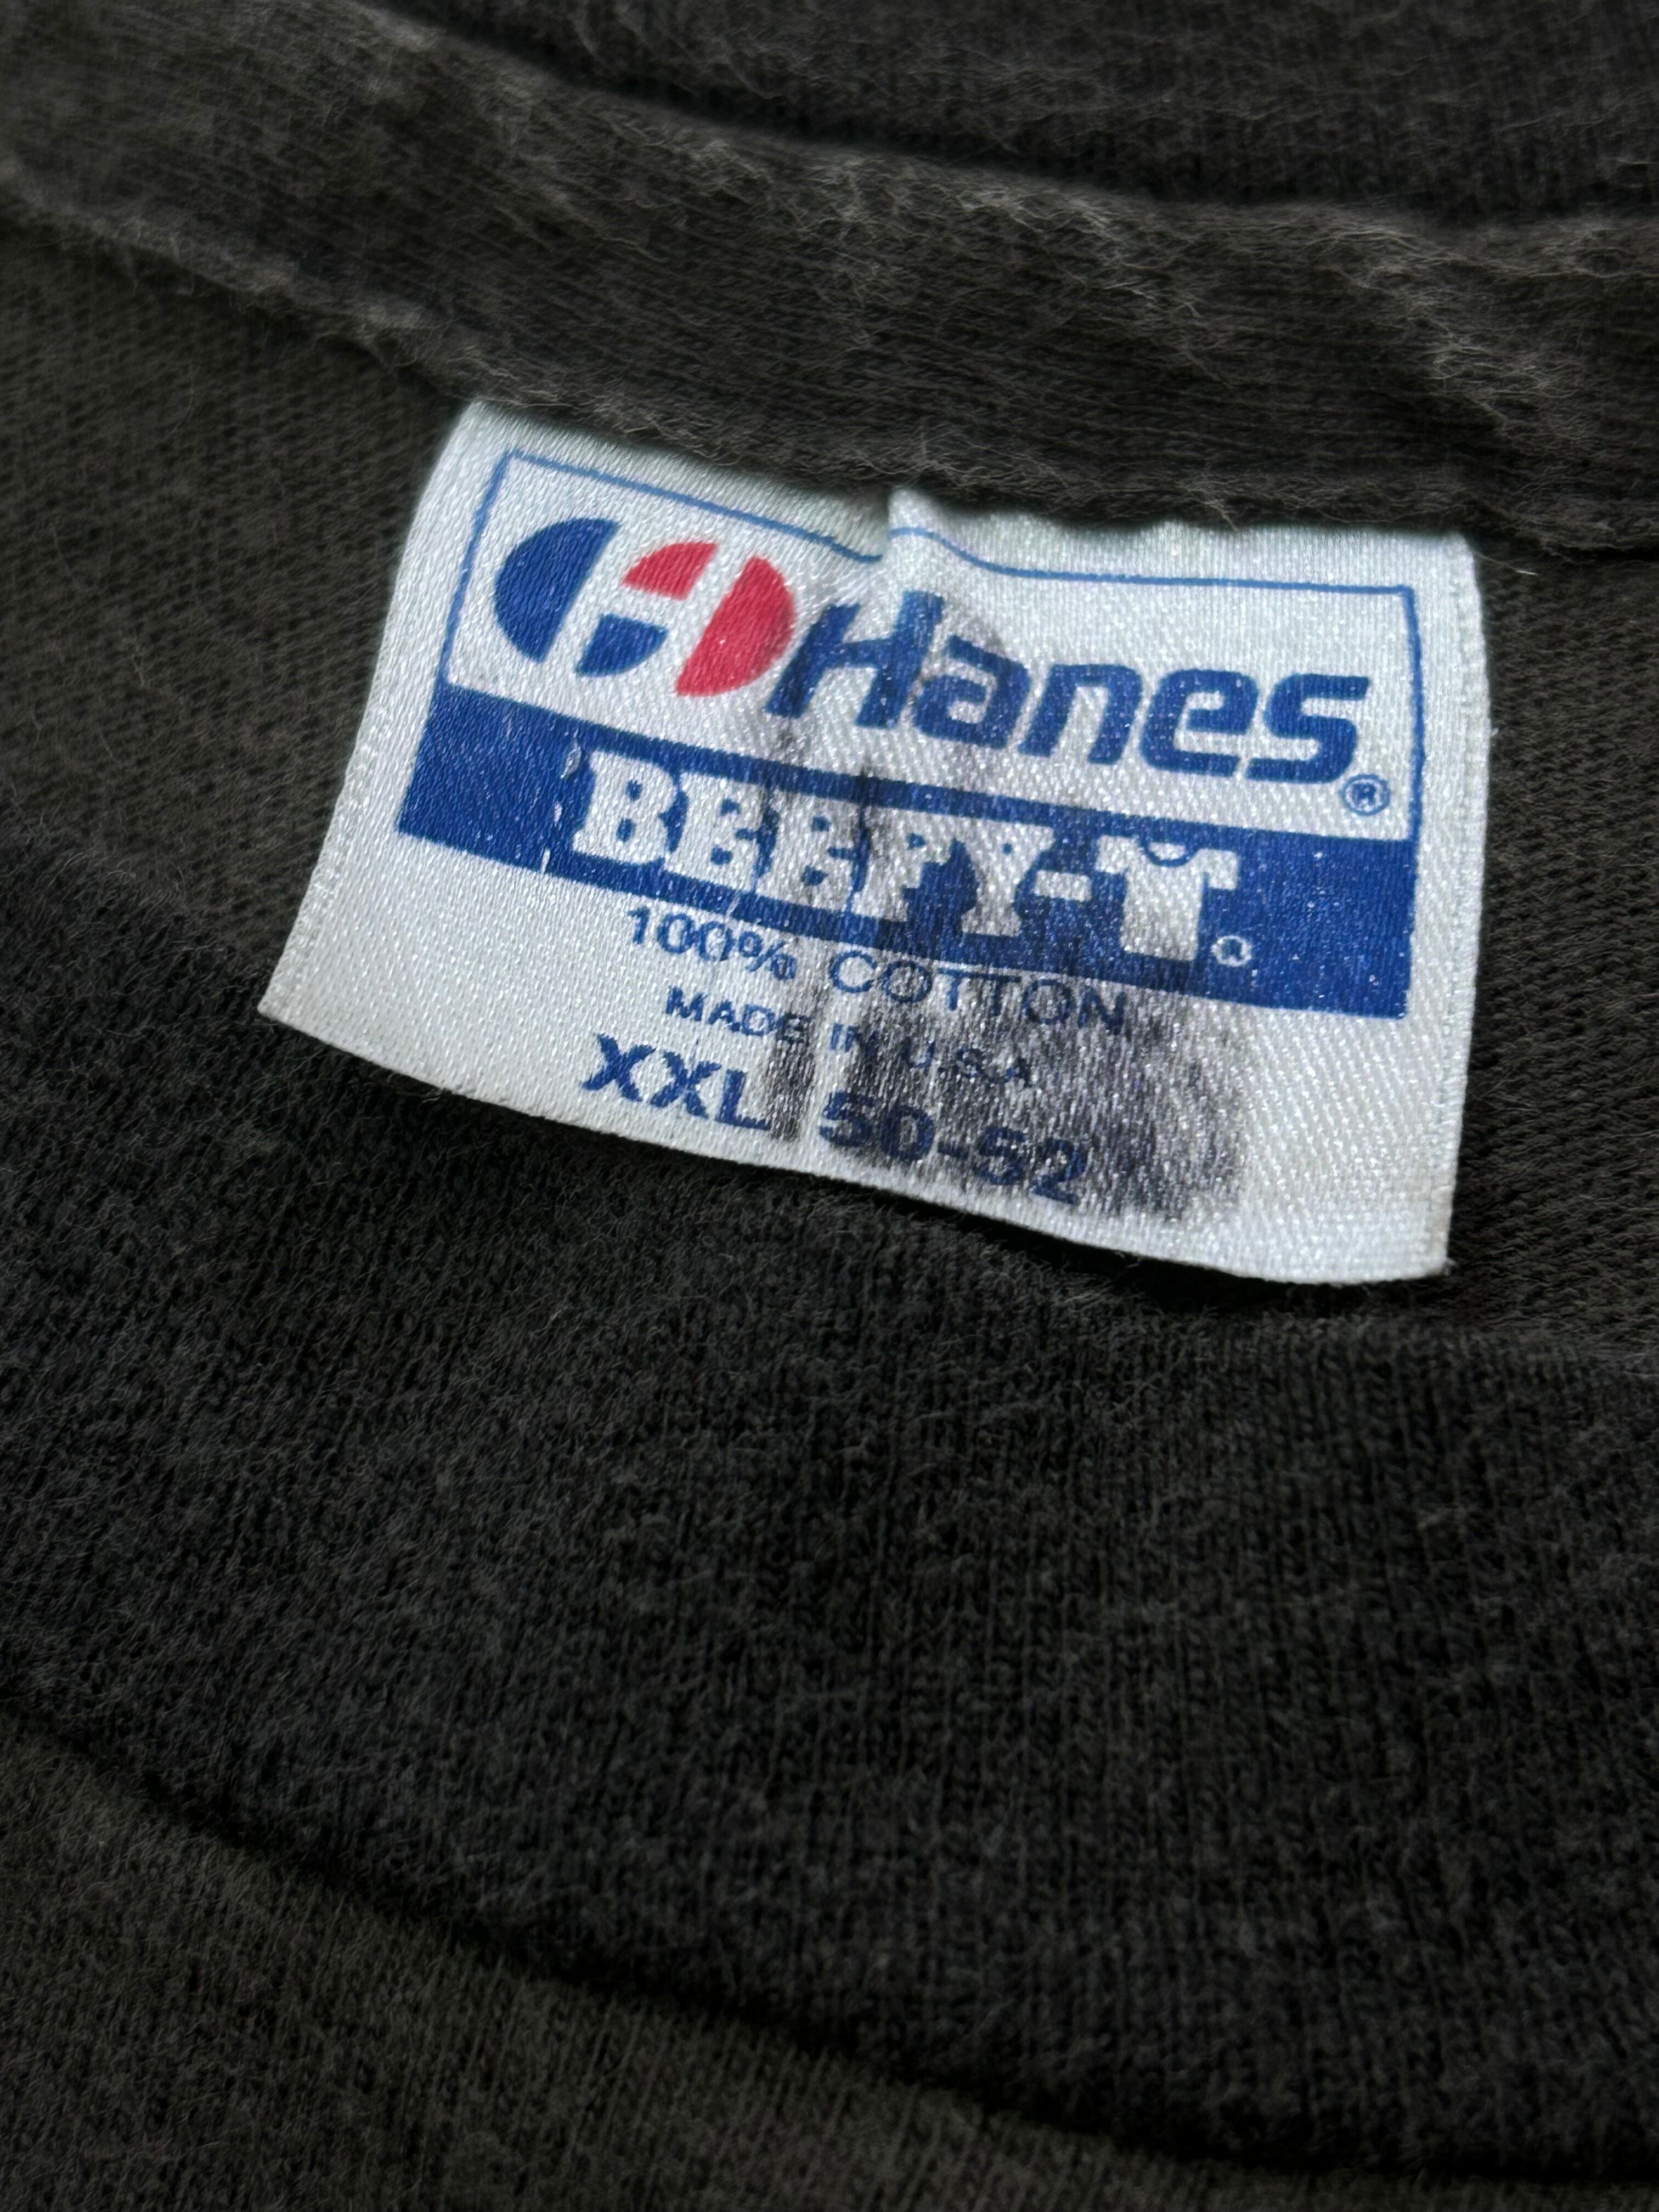 Hanes®
BEEFY-T®
100% COTTON
MADE IN U.S.A.
XXL 50-52